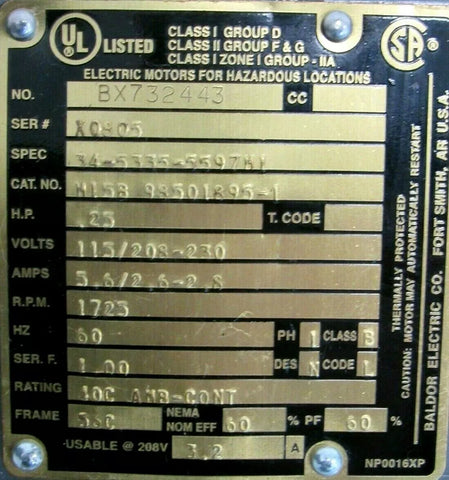 UL LISTED
CLASS I GROUP D
CLASS II GROUP F & G
CLASS I ZONE I GROUP - IIA
SA
ELECTRIC MOTORS FOR HAZARDOUS LOCATIONS
NO. BX732443 CC
SER # X0805
SPEC 34-5335-5597M1
CAT. NO. M15B 98501895-1
H.P. .25 T. CODE
VOLTS 115/208-230
AMPS 5.6/2.6-2.8
R.P.M. 1725
HZ 60 PH 1 CLASS B
SER. F. 1.00 DES N CODE L
RATING 40C AMB-CONT
FRAME 56C NEMA NOM EFF 60 % PF 60 %
USABLE @ 208V 3.2 A
NP0016XP
THERMALLY PROTECTED
CAUTION: MOTOR MAY AUTOMATICALLY RESTART
BALDOR ELECTRIC CO. FORT SMITH, AR U.S.A.